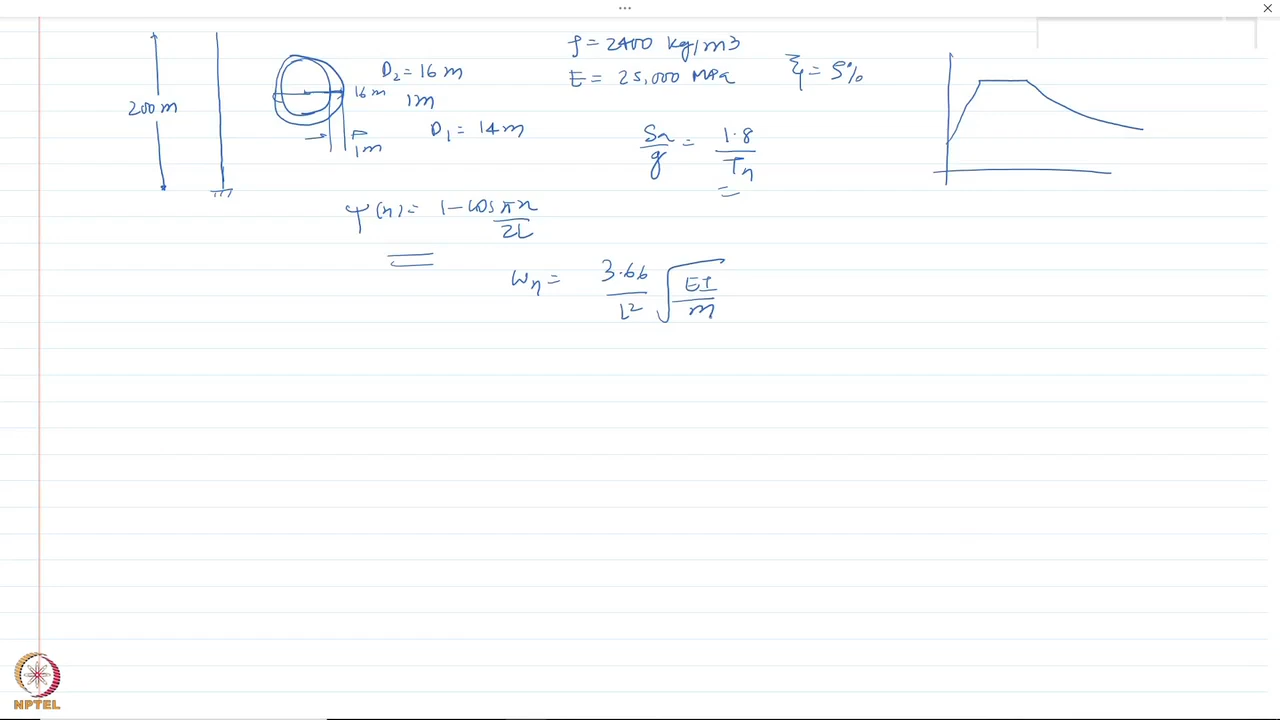 200 m
D₂ = 16 m
16 m
1m
D₁ = 14 m
1m
ρ = 2400 kg/m3
E = 25,000 MPa
ξ = 5%
Sa/g = 1.8/Tn
ψ(x) = 1 - cos πx/2L
ωn = 3.66/L² √(EI/m)
NPTEL